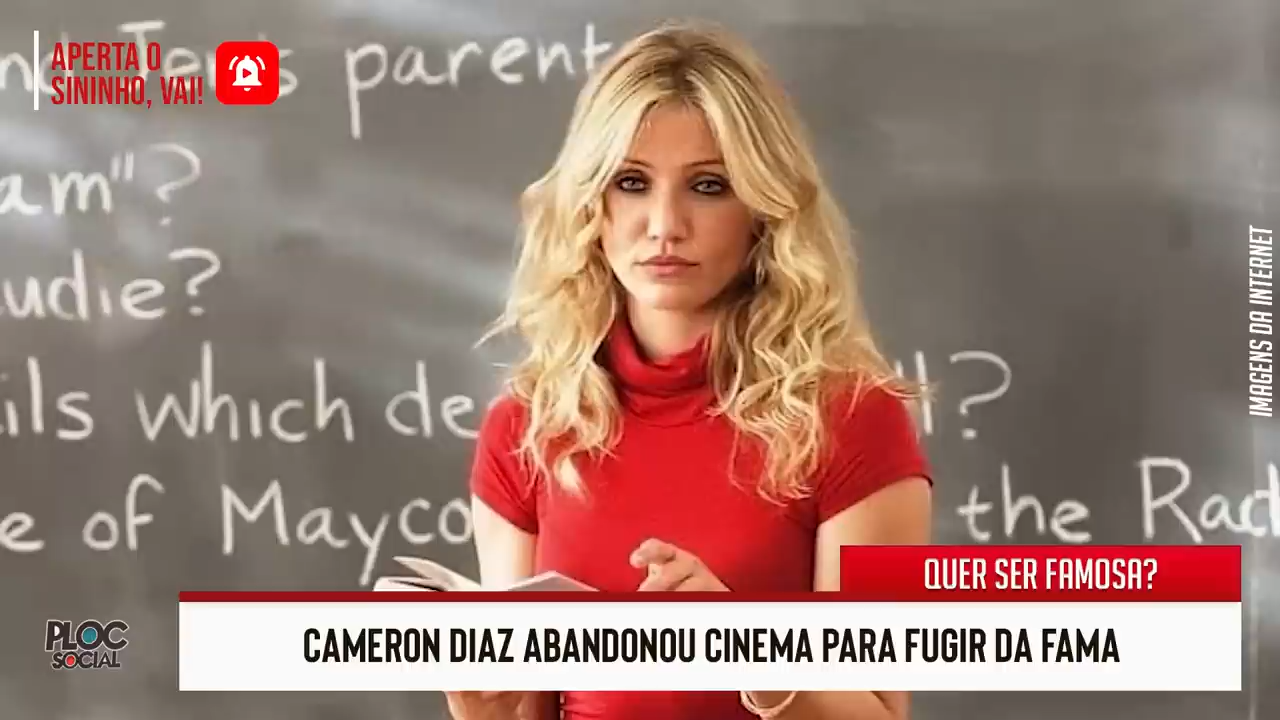 APERTA O
SININHO, VAI!
parent
am"?
udie?
ils which de
?
e of Mayco the Rad
IMAGENS DA INTERNET
QUER SER FAMOSA?
CAMERON DIAZ ABANDONOU CINEMA PARA FUGIR DA FAMA
PLOC
SOCIAL